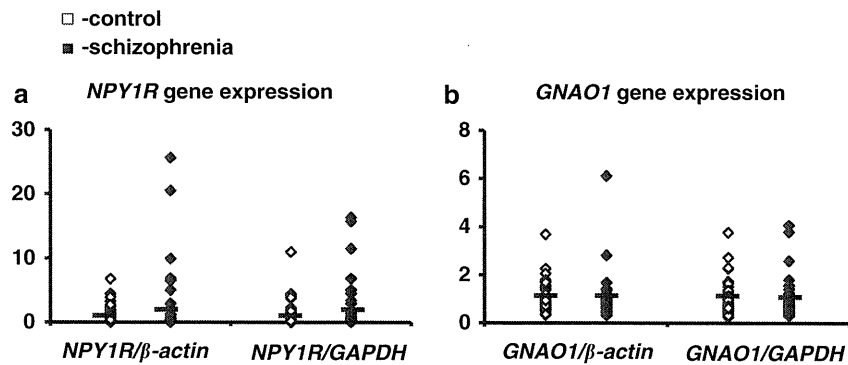 -control
-schizophrenia
a
NPY1R gene expression
30
20
10
0
NPY1R/β-actin
NPY1R/GAPDH
b
GNAO1 gene expression
8
6
4
2
0
GNAO1/β-actin
GNAO1/GAPDH